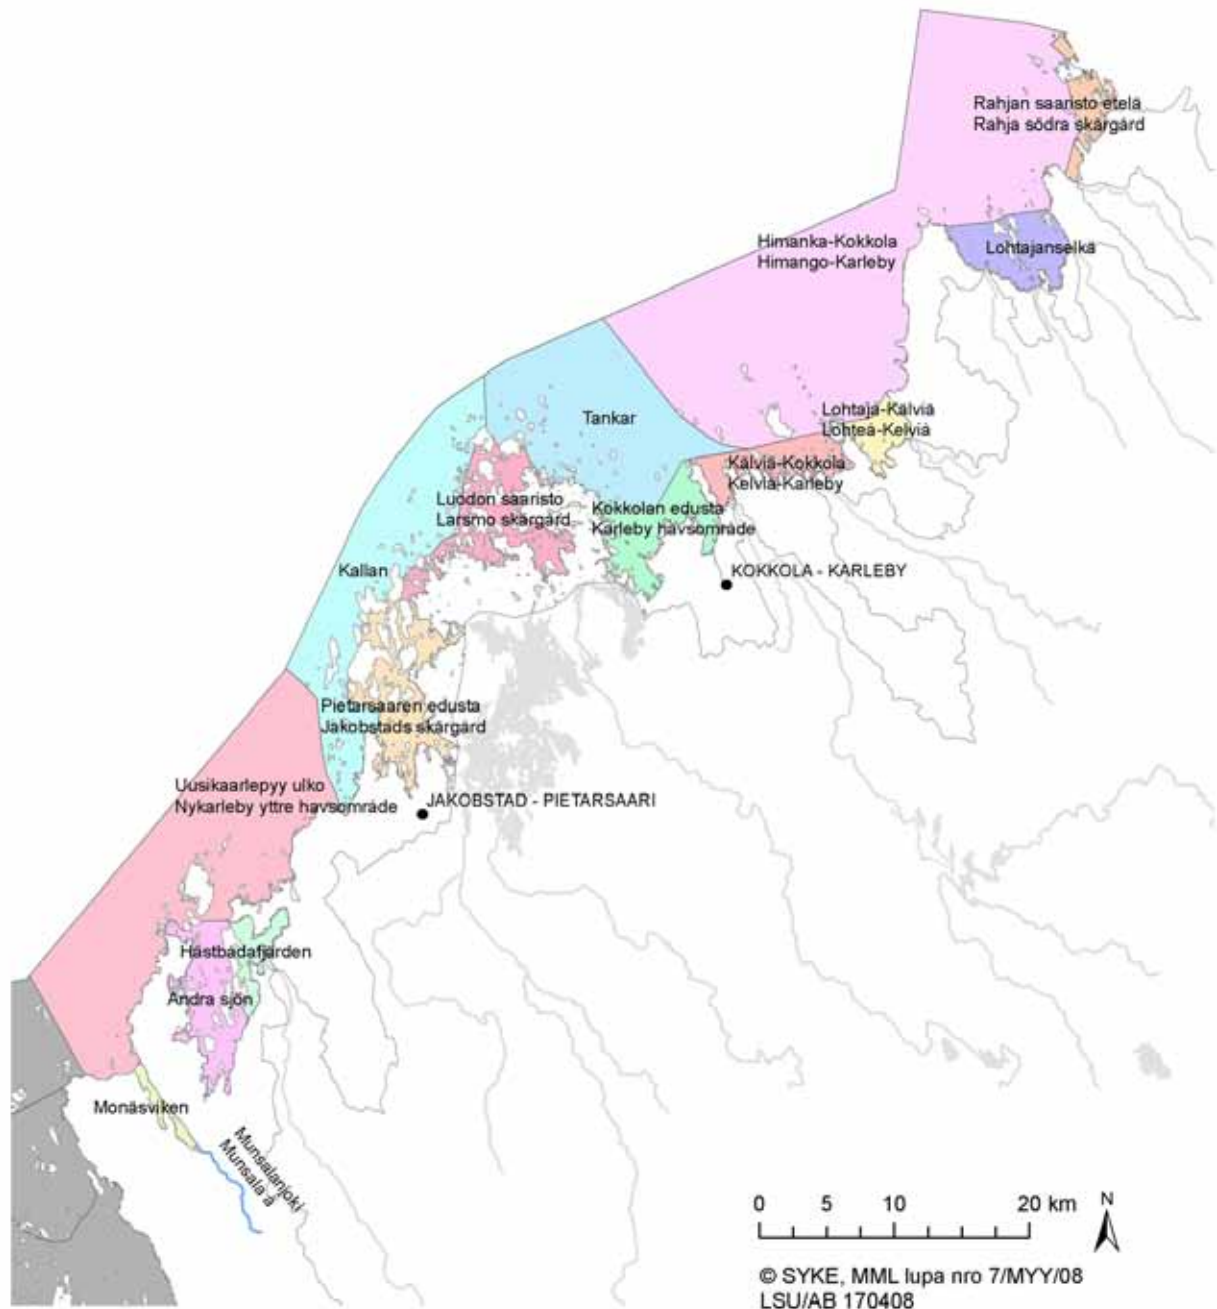 Rahjan saaristo etelä
Rahja södra skärgård
Himanka-Kokkola
Himango-Karleby
Lohtajanselkä
Tankar
Lohtaja-Kälviä
Lohteå-Kelviå
Kälviä-Kokkola
Kelviå-Karleby
Luodon saaristo
Larsmo skärgård
Kokkolan edusta
Karleby havsområde
Kallan
KOKKOLA - KARLEBY
Pietarsaaren edusta
Jakobstads skärgård
Uusikaarlepyy ulko
Nykarleby yttre havsområde
JAKOBSTAD - PIETARSAARI
Hästbådafjärden
Andra sjön
Monäsviken
Munsalanjoki
Munsala å
0 5 10 20 km
N
© SYKE, MML lupa nro 7/MYY/08
LSU/AB 170408